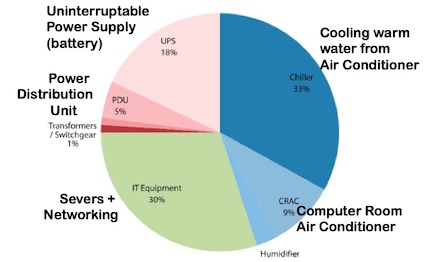 Uninterruptable
Power Supply
(battery)
UPS
18%
Cooling warm
water from
Air Conditioner
Chiller
33%
Power
Distribution
Unit
PDU
5%
Transformers
/ Switchgear
1%
Severs +
Networking
IT Equipment
30%
CRAC
9%
Computer Room
Air Conditioner
Humidifier